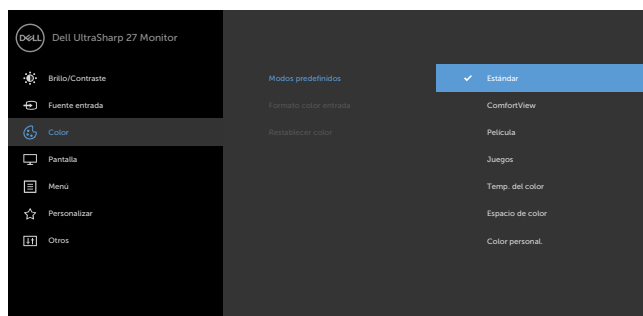 DELL Dell UltraSharp 27 Monitor
Brillo/Contraste
Fuente entrada
Color
Pantalla
Menú
Personalizar
Otros
Modos predefinidos
Formato color entrada
Restablecer color
Estándar
ComfortView
Película
Juegos
Temp. del color
Espacio de color
Color personal.